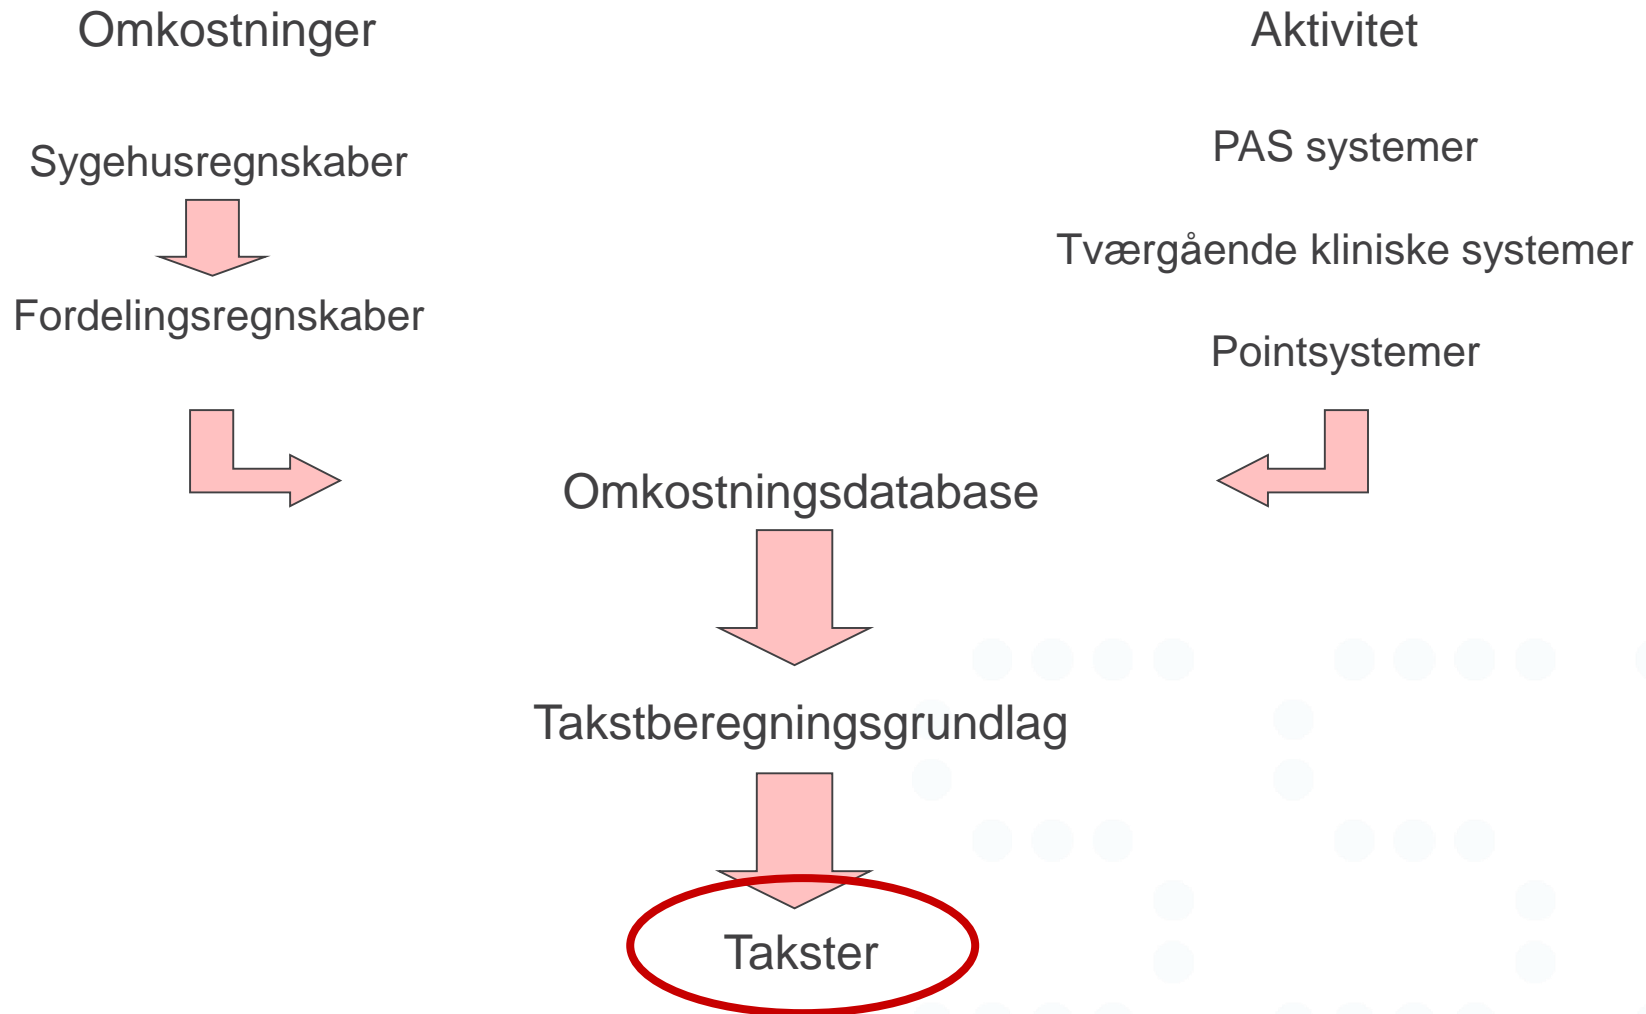 Omkostninger
Aktivitet
Sygehusregnskaber
Fordelingsregnskaber
PAS systemer
Tværgående kliniske systemer
Pointsystemer
Omkostningsdatabase
Takstberegningsgrundlag
Takster